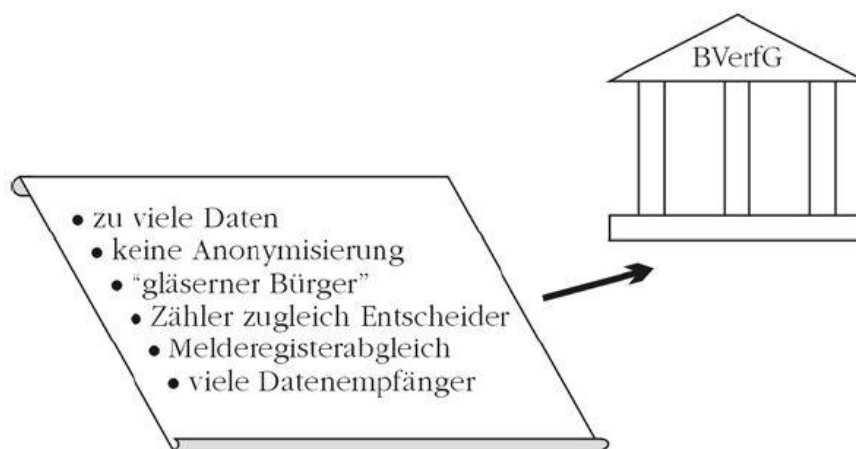 BVerfG
• zu viele Daten
• keine Anonymisierung
• "gläserner Bürger"
• Zähler zugleich Entscheider
• Melderegisterabgleich
• viele Datenempfänger